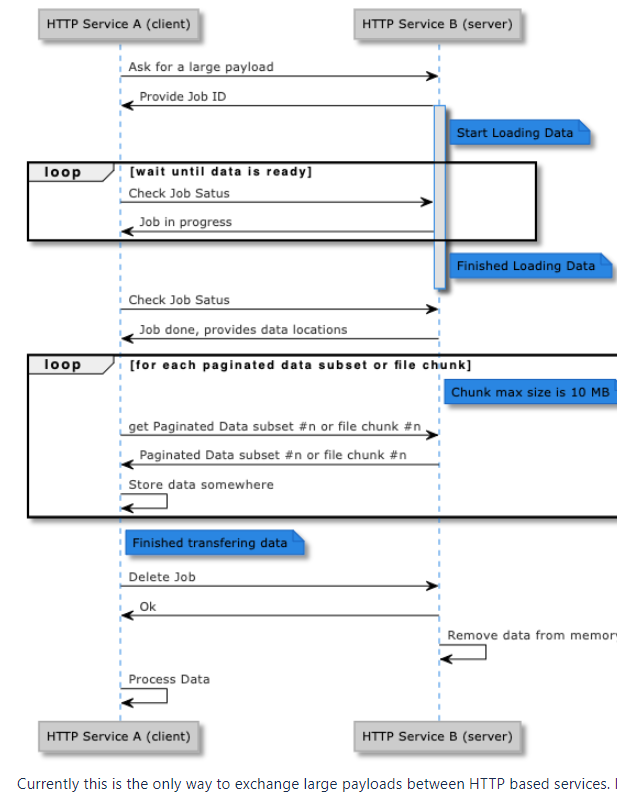 HTTP Service A (client)
HTTP Service B (server)
Ask for a large payload
Provide Job ID
Start Loading Data
loop
[wait until data is ready]
Check Job Satus
Job in progress
Finished Loading Data
Check Job Satus
Job done, provides data locations
loop
[for each paginated data subset or file chunk]
Chunk max size is 10 MB
get Paginated Data subset #n or file chunk #n
Paginated Data subset #n or file chunk #n
Store data somewhere
Finished transfering data
Delete Job
Ok
Remove data from memory
Process Data
HTTP Service A (client)
HTTP Service B (server)
Currently this is the only way to exchange large payloads between HTTP based services.